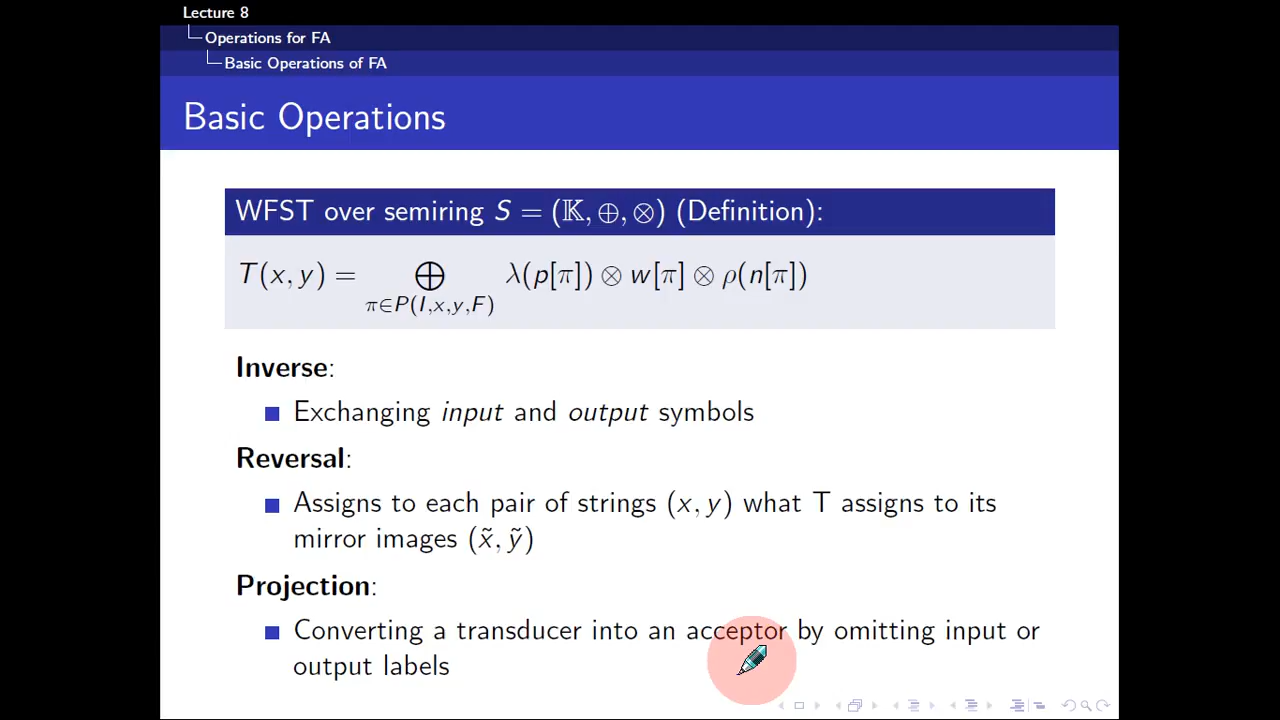 Lecture 8
Operations for FA
Basic Operations of FA
Basic Operations
WFST over semiring S = (𝕂, ⊕, ⊗) (Definition):
T(x, y) = ⊕ λ(p[π]) ⊗ w[π] ⊗ ρ(n[π])
π∈P(I,x,y,F)
Inverse:
Exchanging input and output symbols
Reversal:
Assigns to each pair of strings (x, y) what T assigns to its
mirror images (x̃, ỹ)
Projection:
Converting a transducer into an acceptor by omitting input or
output labels